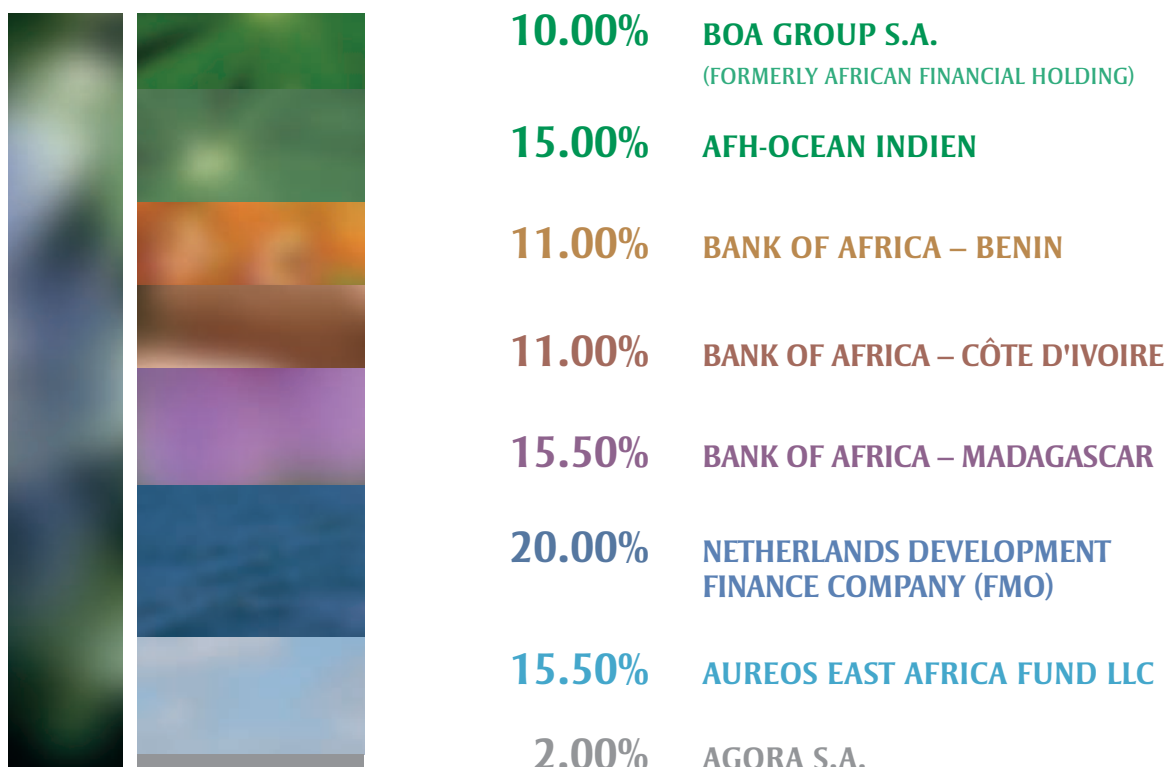 10.00% BOA GROUP S.A.
(FORMERLY AFRICAN FINANCIAL HOLDING)
15.00% AFH-OCEAN INDIEN
11.00% BANK OF AFRICA – BENIN
11.00% BANK OF AFRICA – CÔTE D'IVOIRE
15.50% BANK OF AFRICA – MADAGASCAR
20.00% NETHERLANDS DEVELOPMENT
FINANCE COMPANY (FMO)
15.50% AUREOS EAST AFRICA FUND LLC
2.00% AGORA S.A.